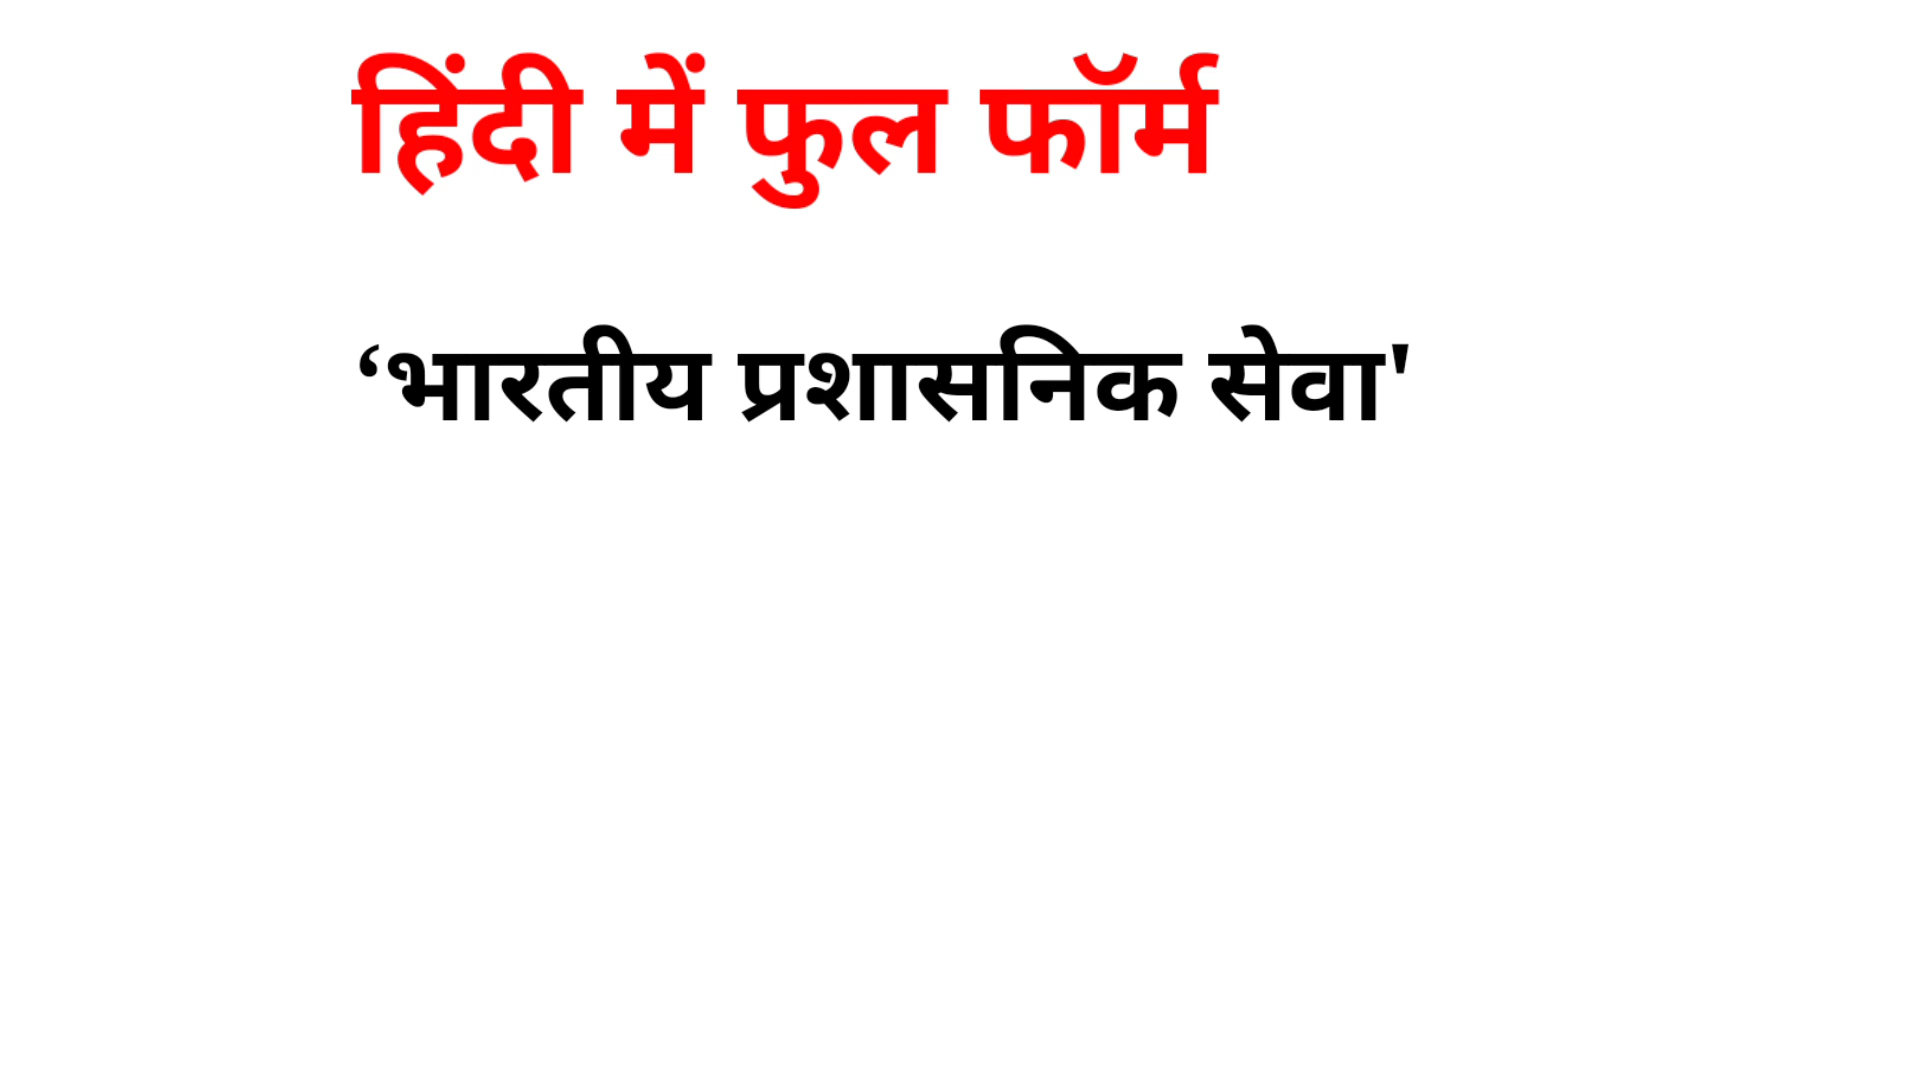 हिंदी में फुल फॉर्म
‘भारतीय प्रशासनिक सेवा'